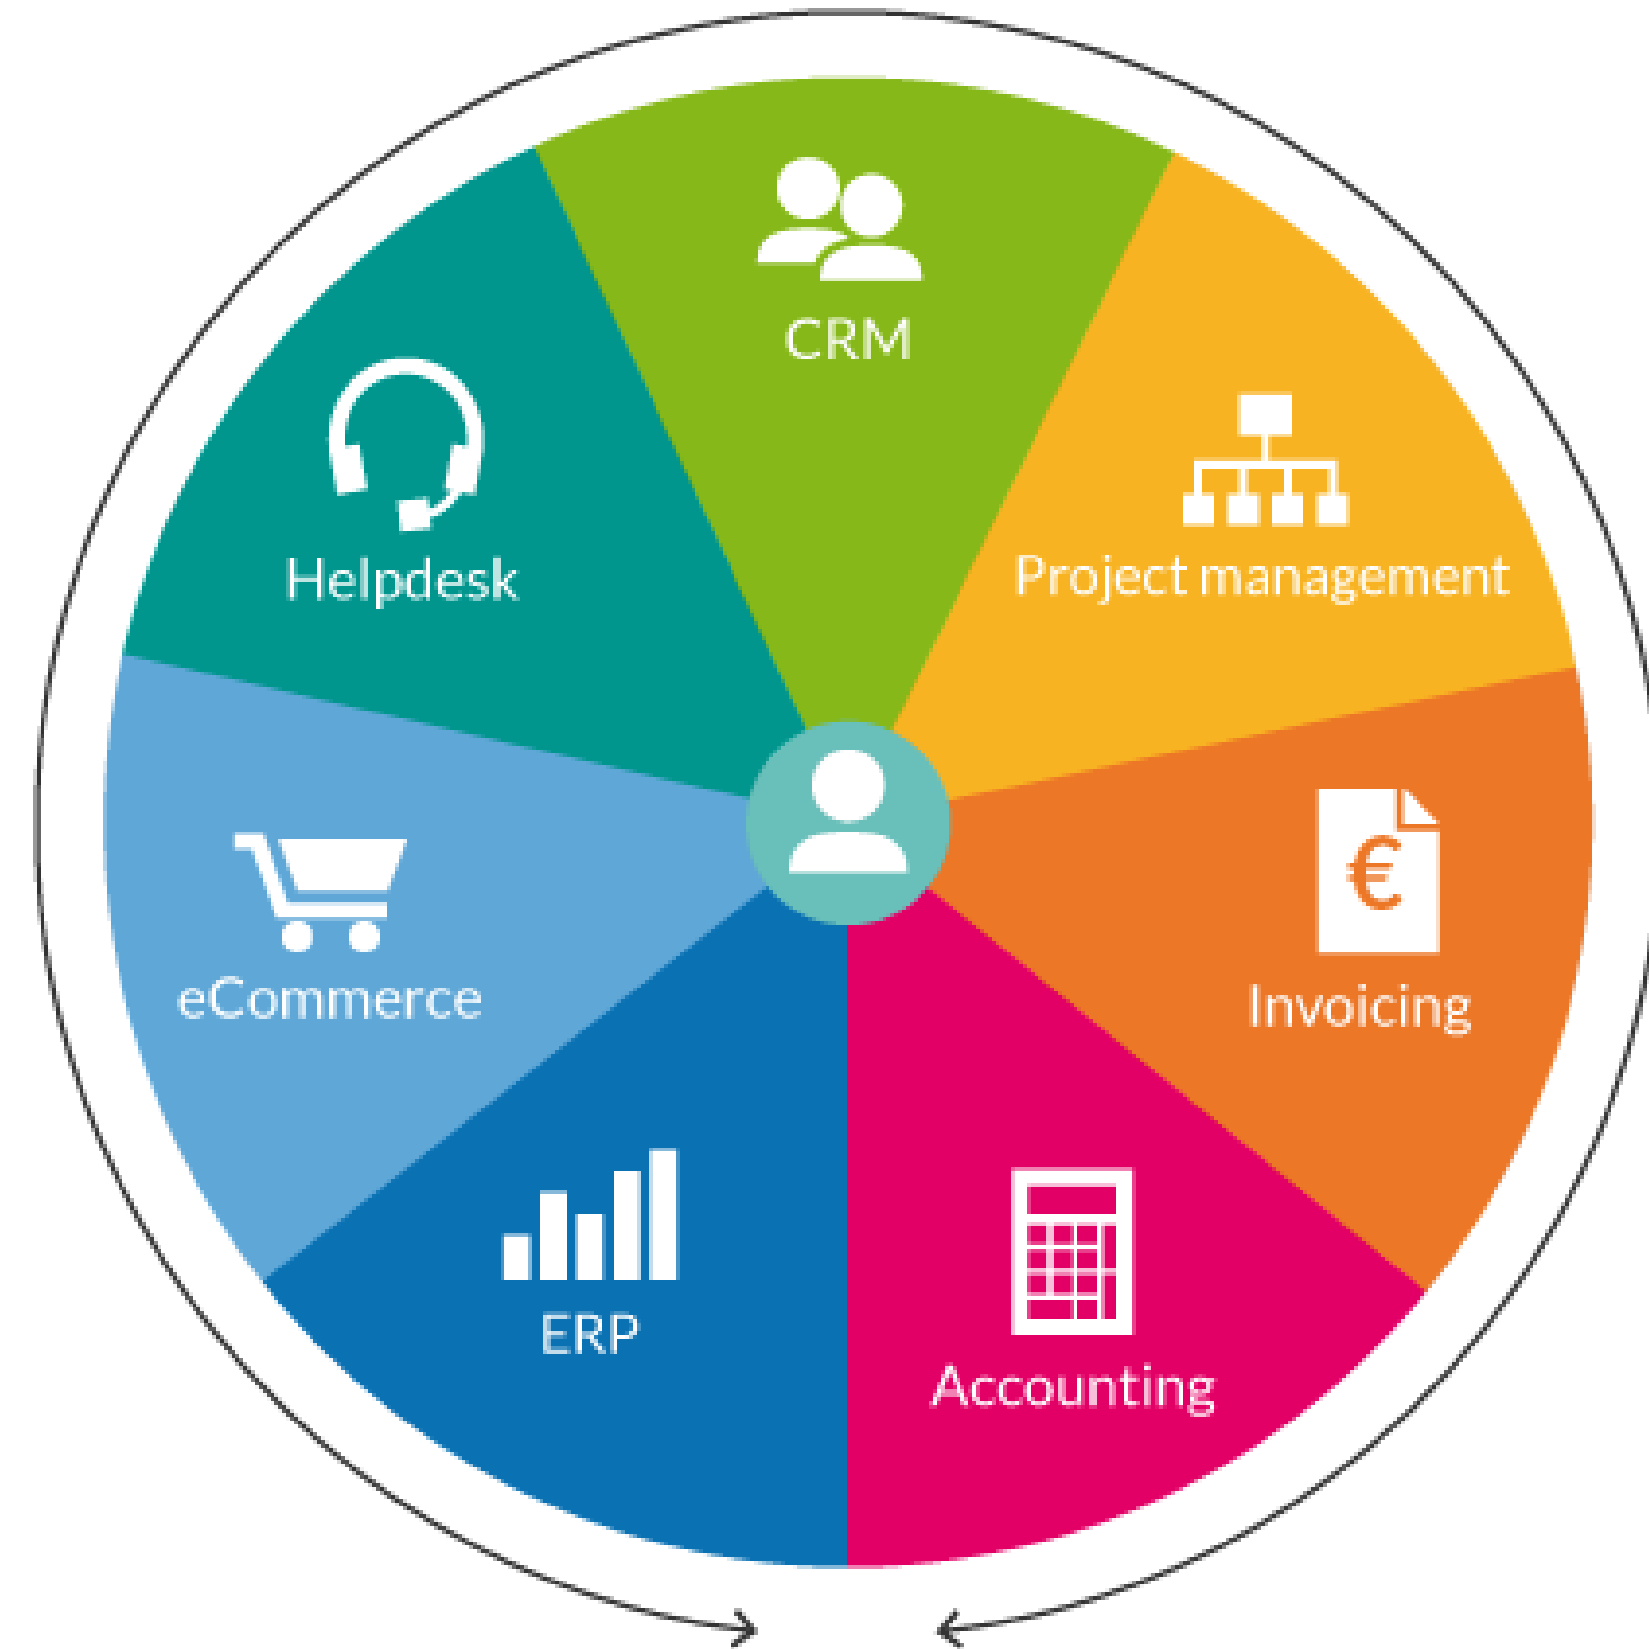 CRM
Project management
€
Invoicing
Accounting
ERP
eCommerce
Helpdesk